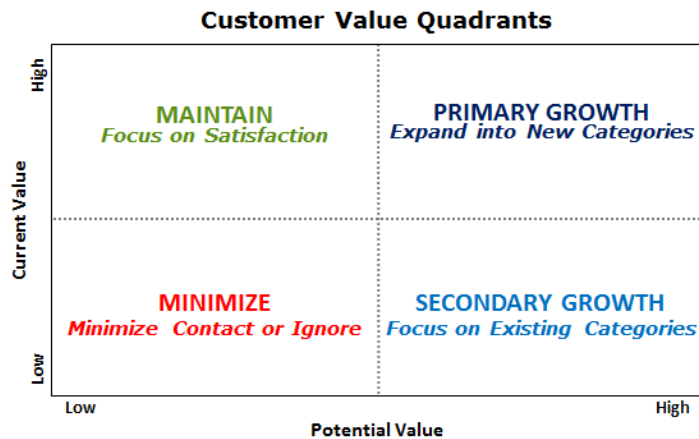 Customer Value Quadrants
High
MAINTAIN
Focus on Satisfaction
PRIMARY GROWTH
Expand into New Categories
Current Value
MINIMIZE
Minimize Contact or Ignore
SECONDARY GROWTH
Focus on Existing Categories
Low
Low
High
Potential Value